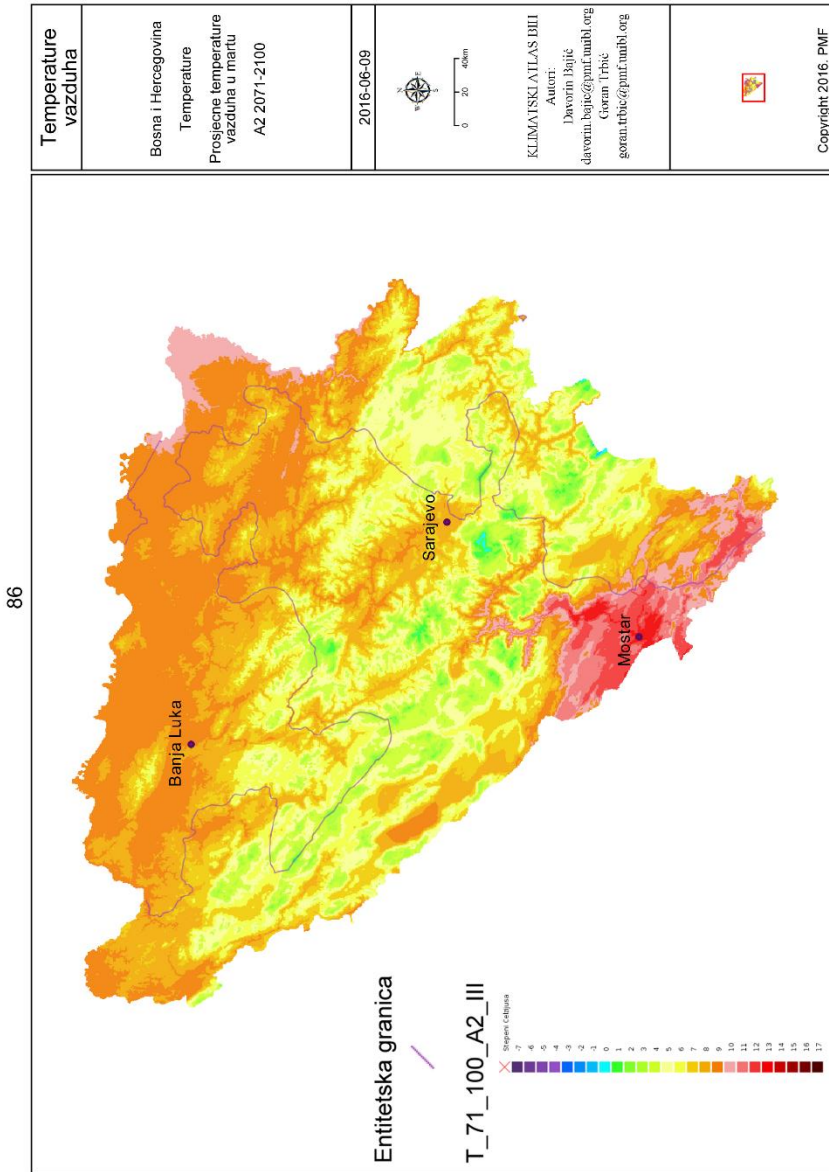 86
Temperature
vazduha
Bosna i Hercegovina
Temperature
Prosjecne temperature
vazduha u martu
A2 2071-2100
2016-06-09
N
W
E
S
0 20 40km
KLIMATSKI ATLAS BIH
Autori:
Davorin Bajić
davorin.bajic@pmf.unibl.org
Goran Trbić
goran.trbic@pmf.unibl.org
Copyright 2016. PMF
Banja Luka
Sarajevo
Mostar
Entitetska granica
T_71_100_A2_III
Stepeni Celzijusa
-7
-6
-5
-4
-3
-2
-1
0
1
2
3
4
5
6
7
8
9
10
11
12
13
14
15
16
17